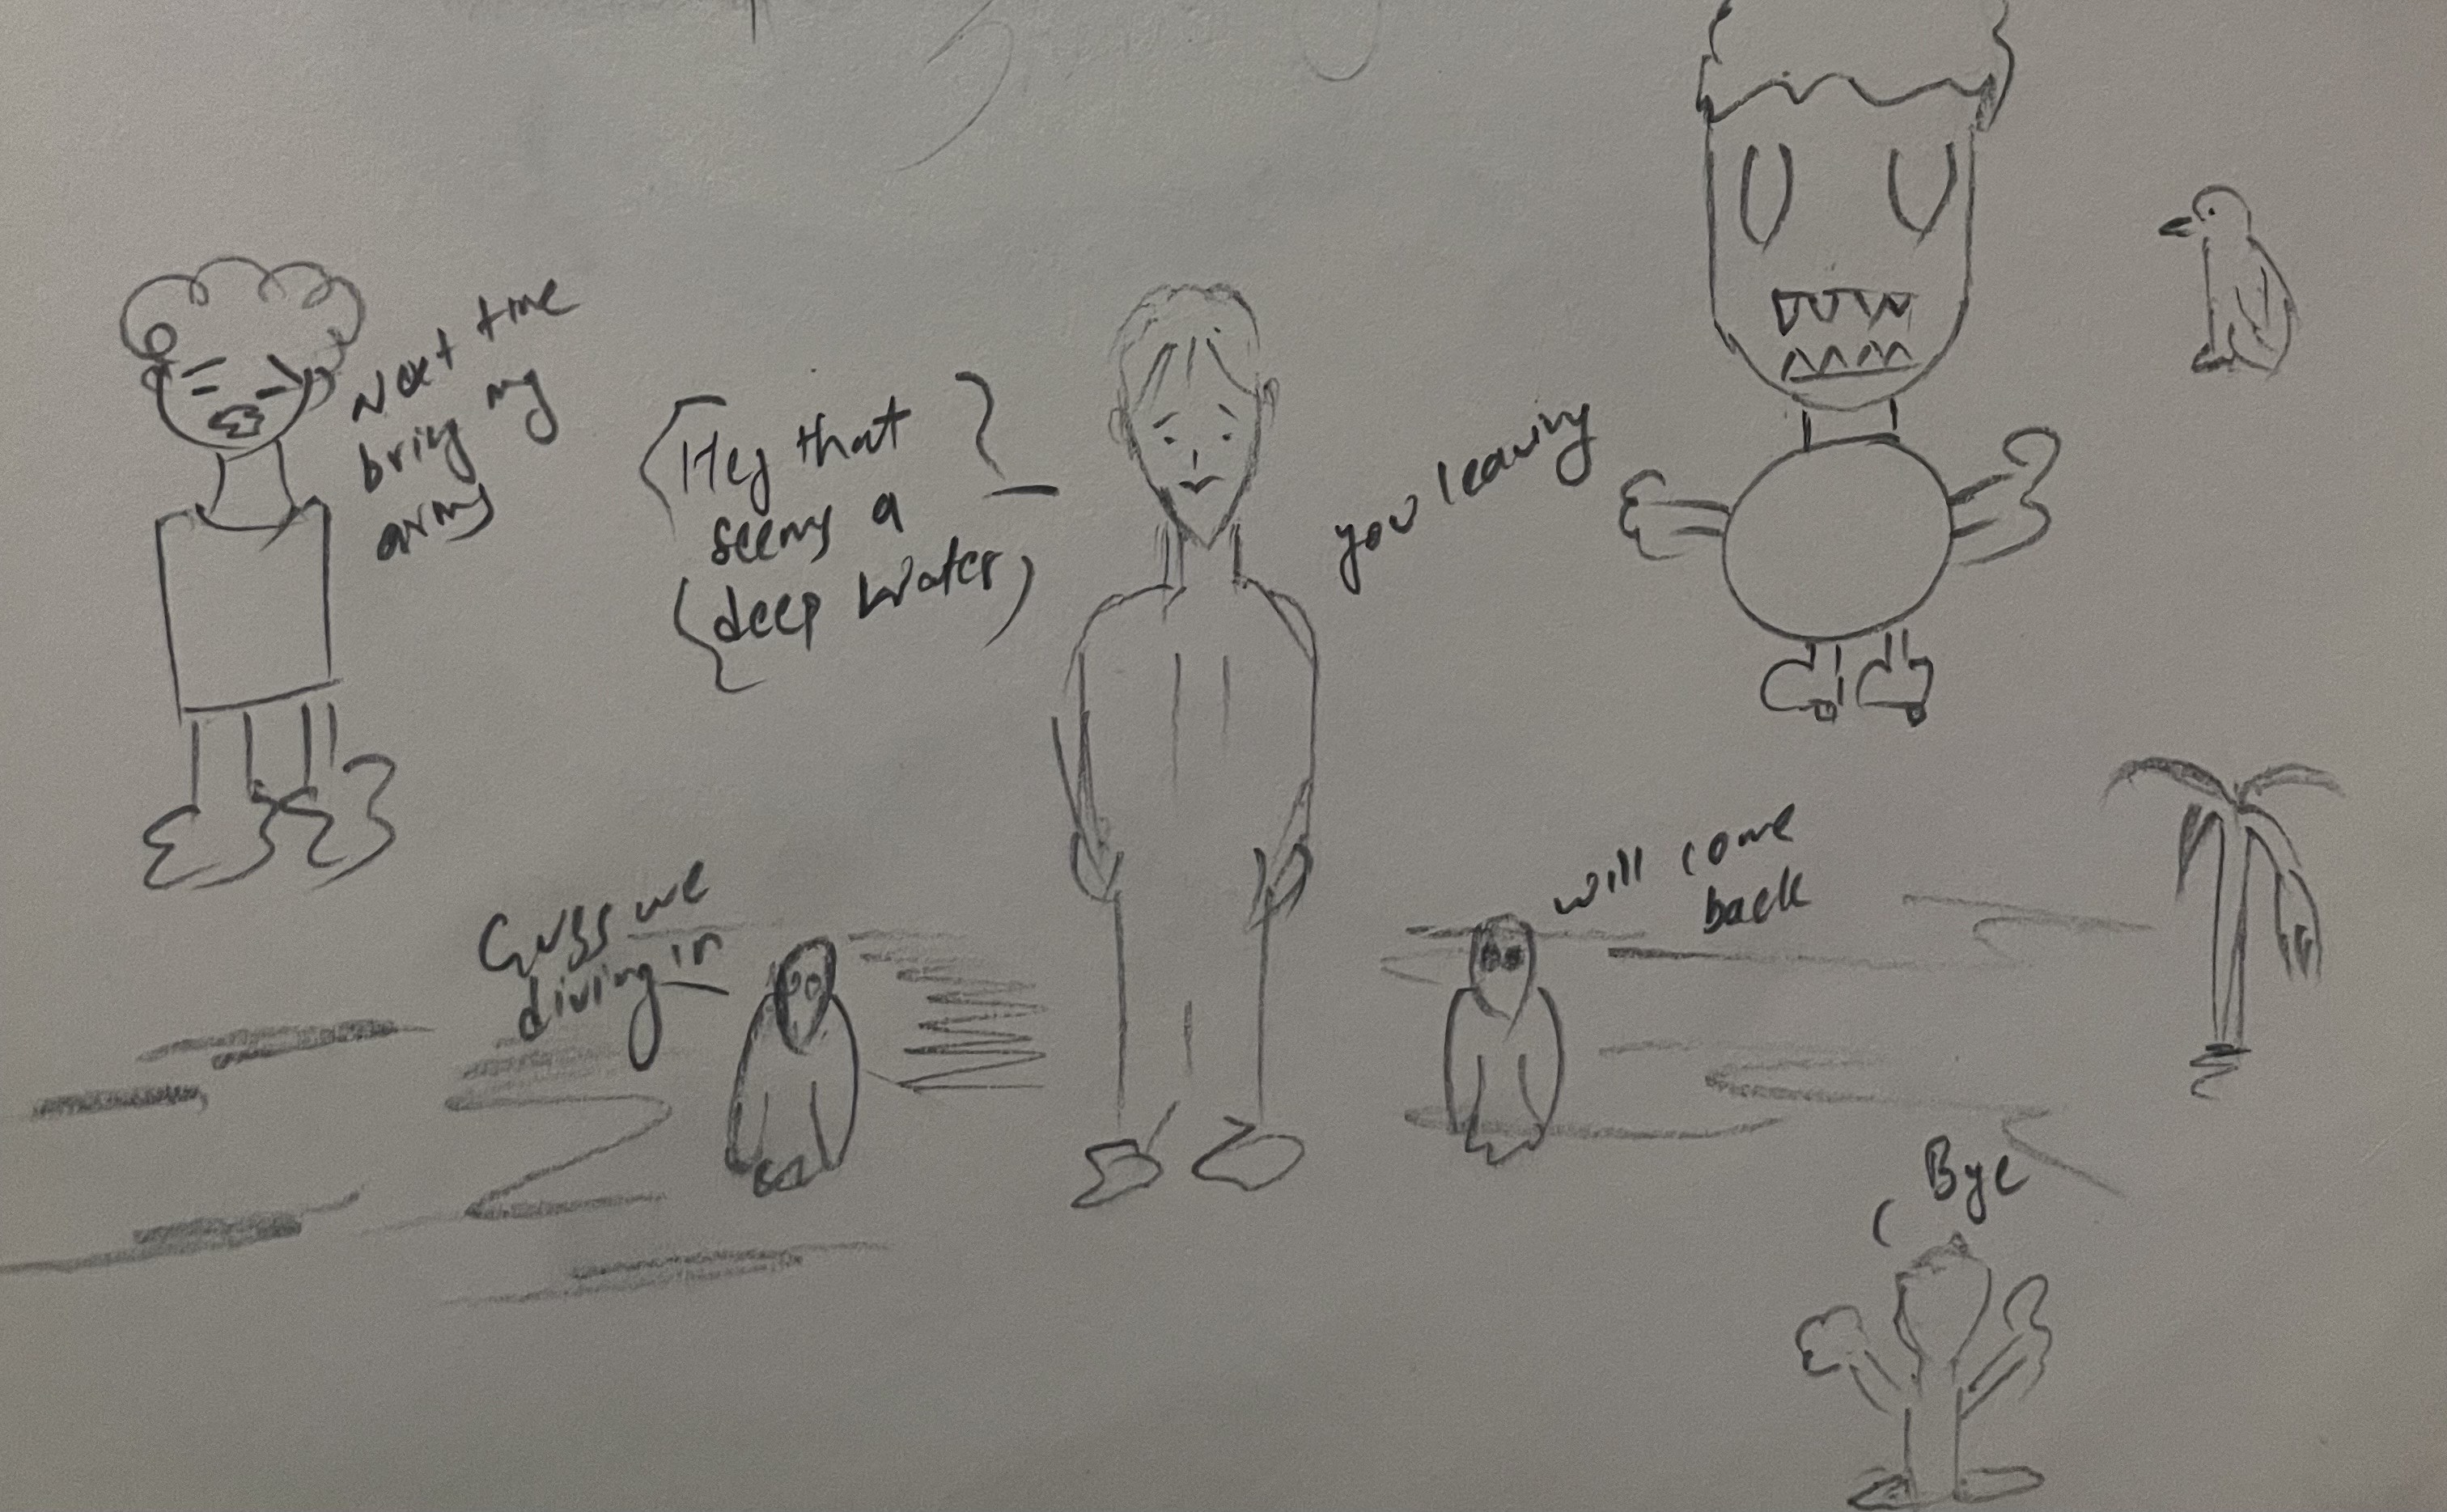 Next time
bring my
arms
Hey that
seems a
deep water
you leaving
Guss we
diving in
will come
back
Bye